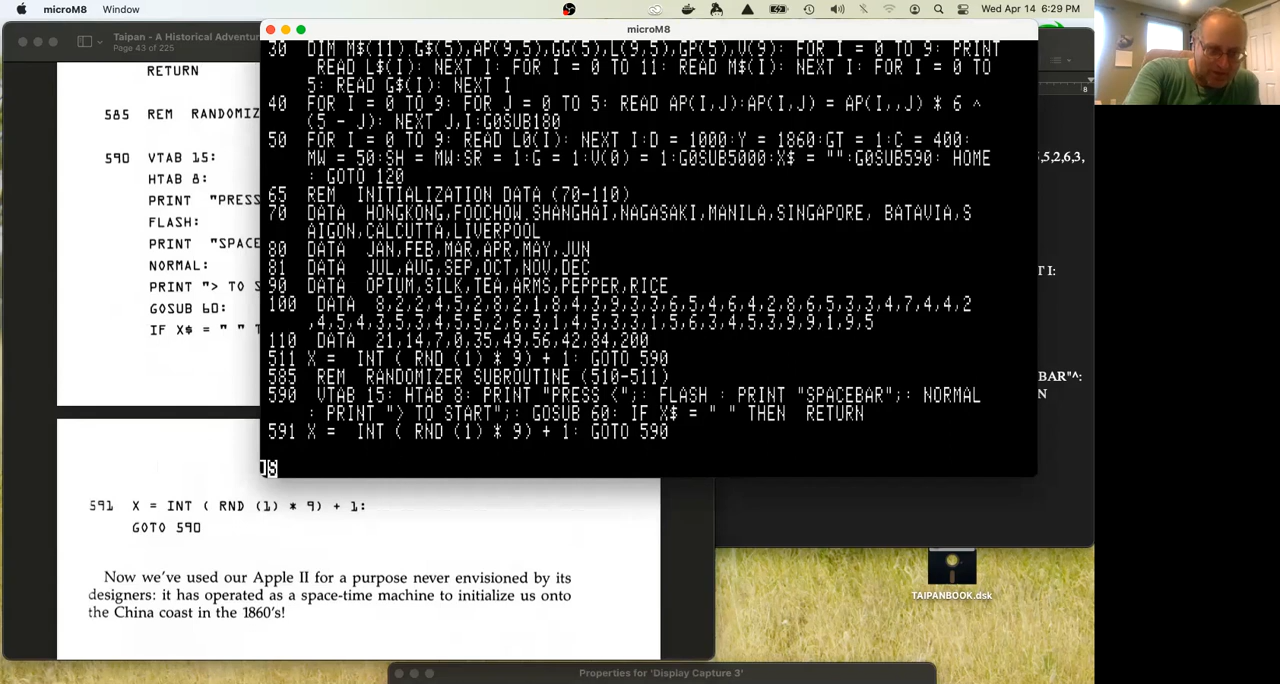 microM8 Window Wed Apr 14 6:29 PM
Taipan - A Historical Adventu
Page 43 of 225
RETURN
585 REM RANDOMIZ
590 VTAB 15:
HTAB 8:
PRINT "PRESS
FLASH:
PRINT "SPACE
NORMAL:
PRINT "> TO S
GOSUB 60:
IF X$ = " " T
591 X = INT ( RND (1) * 9) + 1:
GOTO 590
Now we've used our Apple II for a purpose never envisioned by its
designers: it has operated as a space-time machine to initialize us onto
the China coast in the 1860's!
microM8
30 DIM M$(11),G$(5),AP(9,5),GG(5),L(9,5),GP(5),V(9): FOR I = 0 TO 9: PRINT
READ L$(I): NEXT I: FOR I = 0 TO 11: READ M$(I): NEXT I: FOR I = 0 TO
5: READ G$(I): NEXT I
40 FOR I = 0 TO 9: FOR J = 0 TO 5: READ AP(I,J):AP(I,J) = AP(I,,J) * 6 ^
(5 - J): NEXT J,I:G0SUB180
50 FOR I = 0 TO 9: READ L0(I): NEXT I:D = 1000:Y = 1860:GT = 1:C = 400:
MW = 50:SH = MW:SR = 1:G = 1:V(0) = 1:G0SUB5000:X$ = "":G0SUB590: HOME
: GOTO 120
65 REM INITIALIZATION DATA (70-110)
70 DATA HONGKONG,FOOCHOW.SHANGHAI,NAGASAKI,MANILA,SINGAPORE, BATAVIA,S
AIGON,CALCUTTA,LIVERPOOL
80 DATA JAN,FEB,MAR,APR,MAY,JUN
81 DATA JUL,AUG,SEP,OCT,NOV,DEC
90 DATA OPIUM,SILK,TEA,ARMS,PEPPER,RICE
100 DATA 8,2,2,4,5,2,8,2,1,8,4,3,9,3,3,6,5,4,6,4,2,8,6,5,3,3,4,7,4,4,2
,4,5,4,3,5,3,4,5,5,2,6,3,1,4,5,3,3,1,5,6,3,4,5,3,9,9,1,9,5
110 DATA 21,14,7,0,35,49,56,42,84,200
511 X = INT ( RND (1) * 9) + 1: GOTO 590
585 REM RANDOMIZER SUBROUTINE (510-511)
590 VTAB 15: HTAB 8: PRINT "PRESS <";: FLASH : PRINT "SPACEBAR";: NORMAL
: PRINT "> TO START";: GOSUB 60: IF X$ = " " THEN RETURN
591 X = INT ( RND (1) * 9) + 1: GOTO 590
]S
8
5,5,2,6,3,
T I:
BAR"^:
N
TAIPANBOOK.dsk
Properties for 'Display Capture 3'